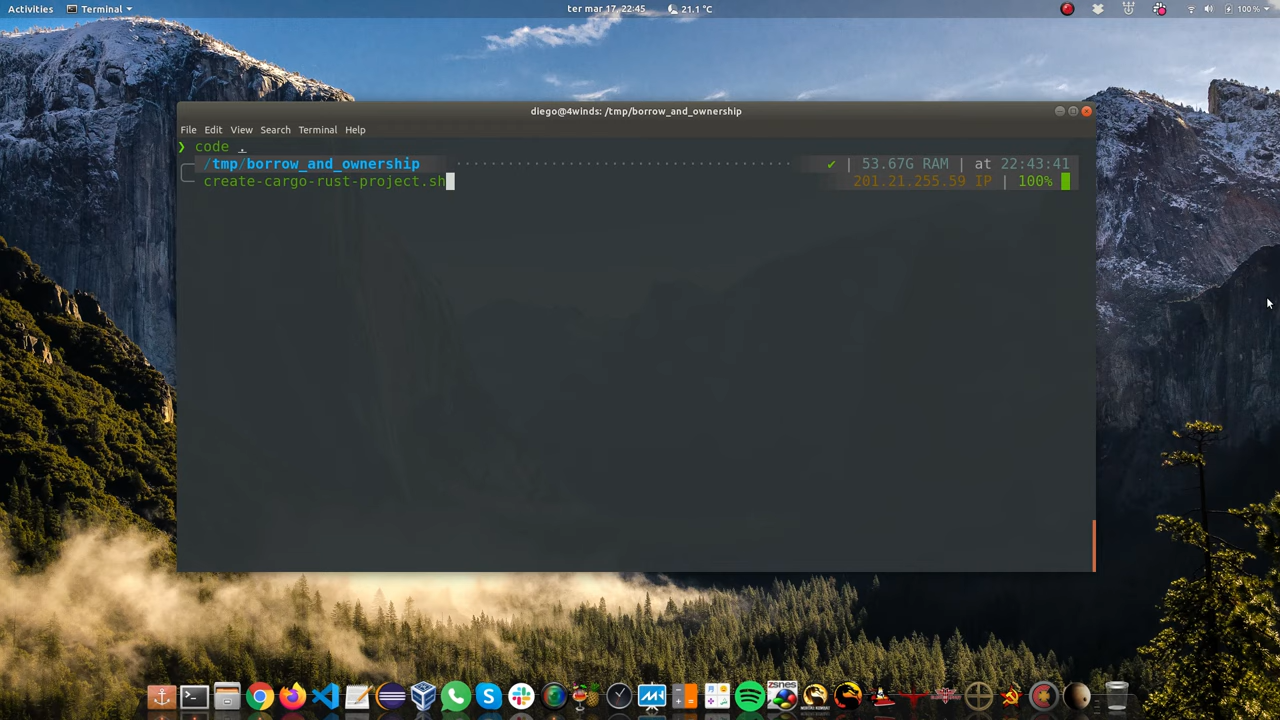 Activities Terminal ter mar 17, 22:45 21.1 °C 100 %
diego@4winds: /tmp/borrow_and_ownership
File Edit View Search Terminal Help
❯ code .
/tmp/borrow_and_ownership ✔ | 53.67G RAM | at 22:43:41
create-cargo-rust-project.sh 201.21.255.59 IP | 100%